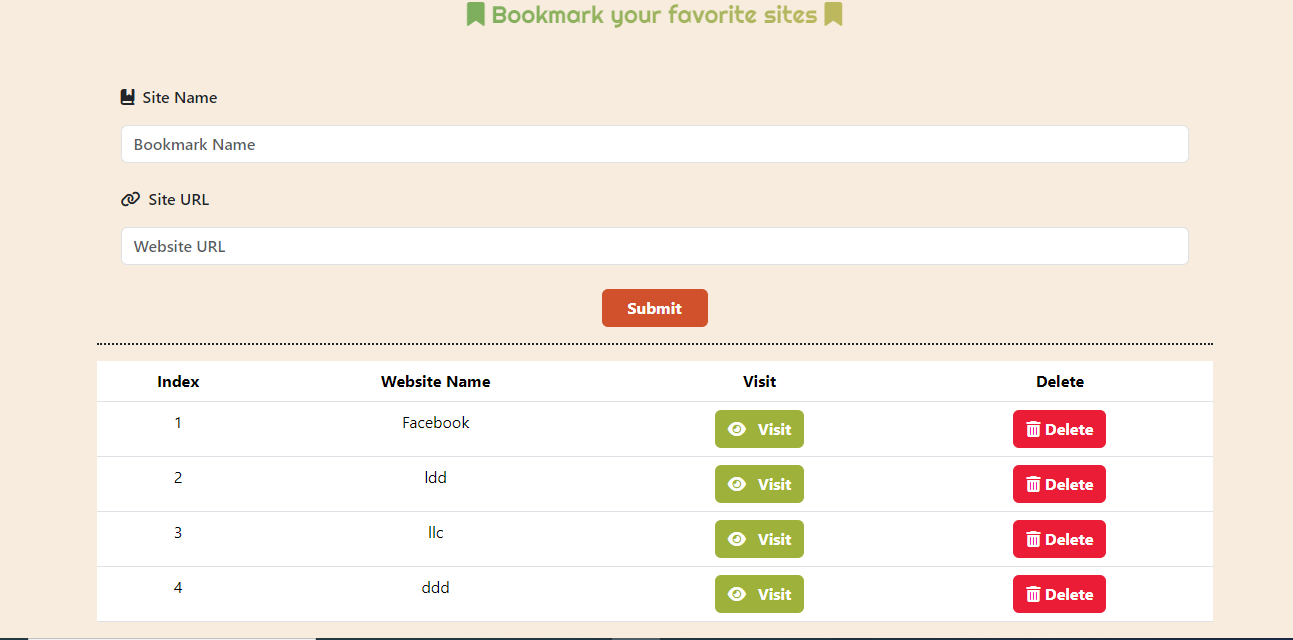 Bookmark your favorite sites
Site Name
Bookmark Name
Site URL
Website URL
Submit
Index Website Name Visit Delete
1 Facebook Visit Delete
2 ldd Visit Delete
3 llc Visit Delete
4 ddd Visit Delete